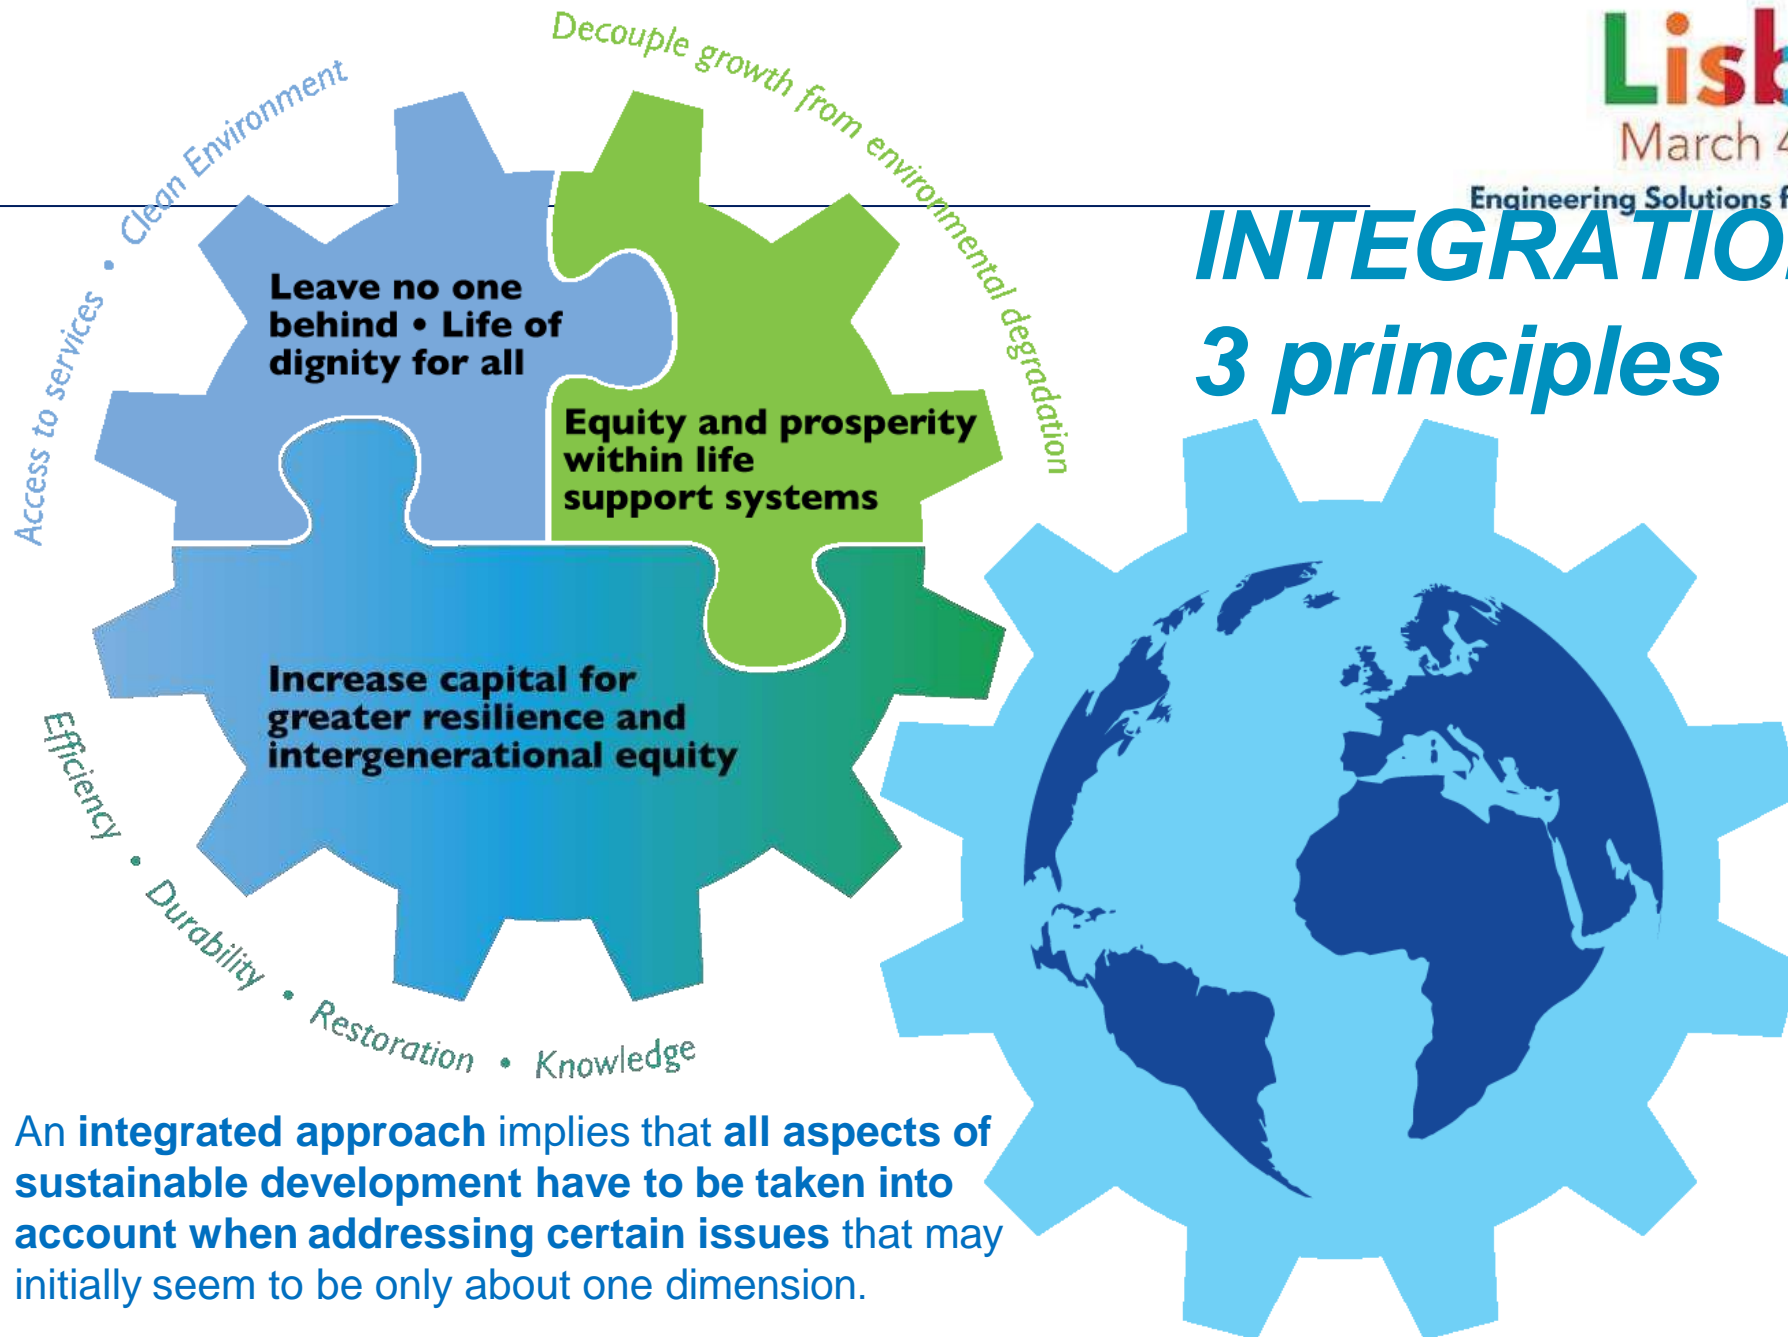 Decouple growth from environmental degradation
Access to services • Clean Environment
March
Engineering Solutions
INTEGRATIO
3 principles
Leave no one
behind • Life of
dignity for all
Equity and prosperity
within life
support systems
Increase capital for
greater resilience and
intergenerational equity
Efficiency • Durability • Restoration • Knowledge
An integrated approach implies that all aspects of
sustainable development have to be taken into
account when addressing certain issues that may
initially seem to be only about one dimension.